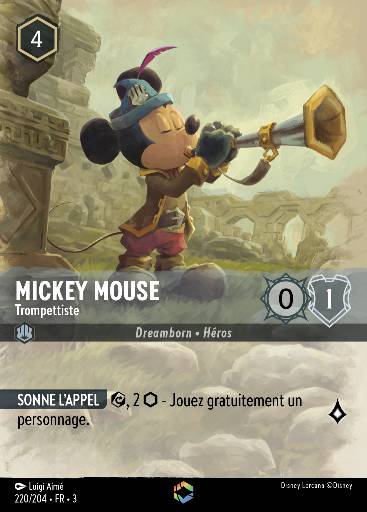 4
MICKEY MOUSE
Trompettiste
0 1
Dreamborn • Héros
SONNE L'APPEL , 2 - Jouez gratuitement un
personnage.
Luigi Aimé
Disney Lorcana ©Disney
220/204 • FR • 3